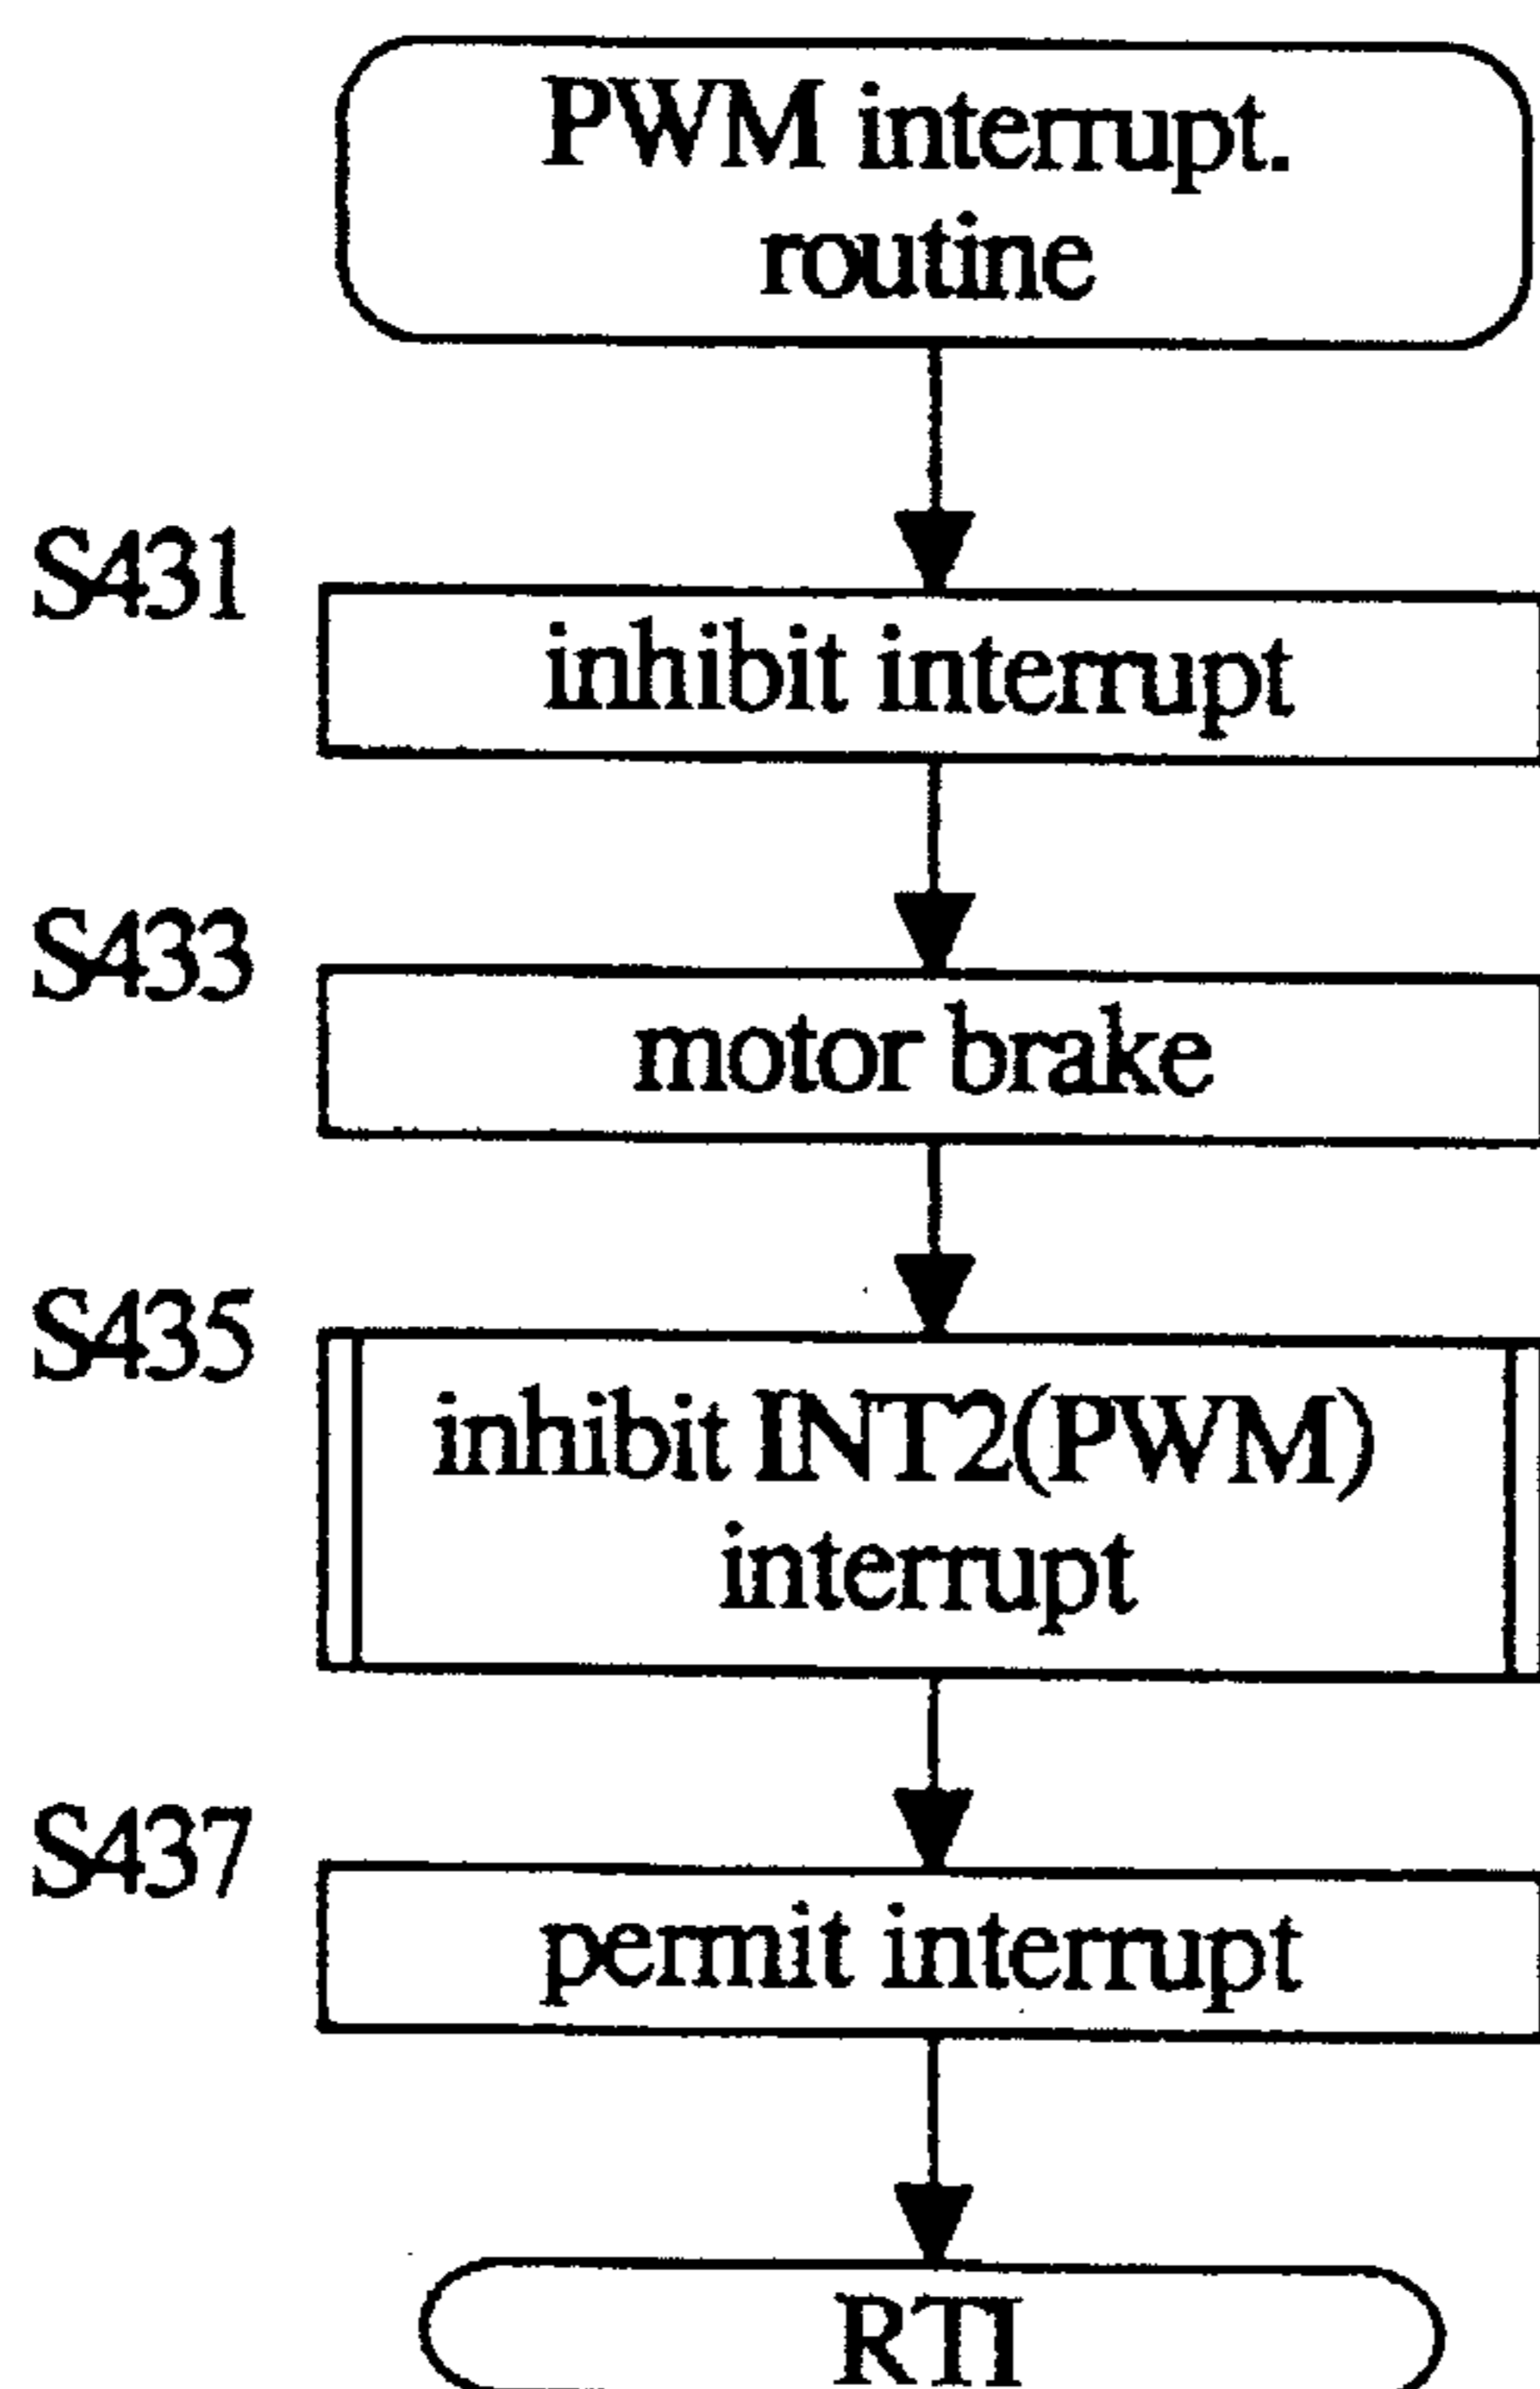 PWM interrupt.
routine
S431
inhibit interrupt
S433
motor brake
S435
inhibit INT2(PWM)
interrupt
S437
permit interrupt
RTI